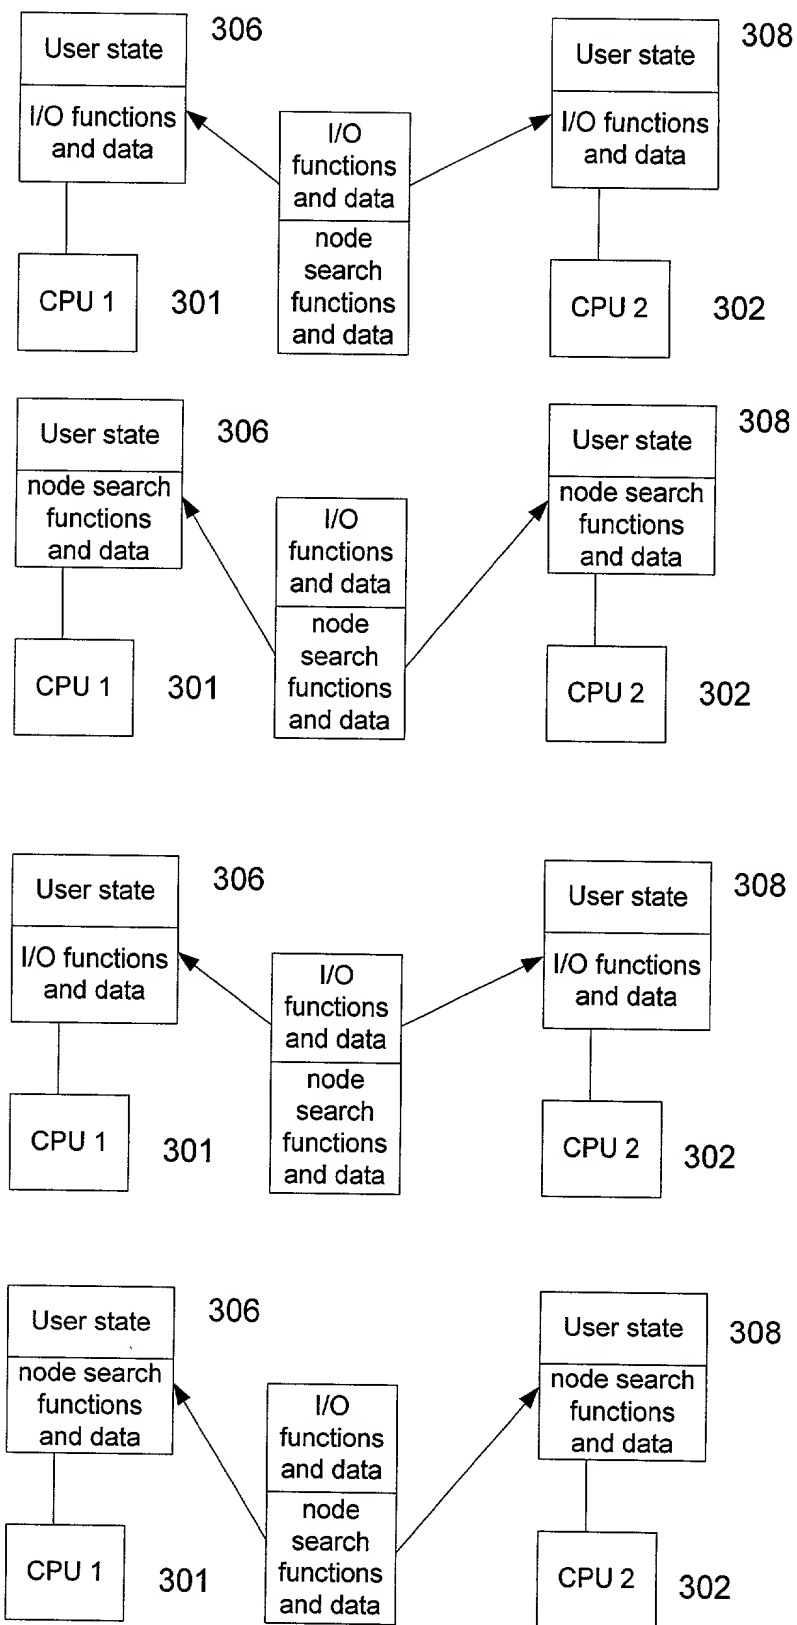 User state
306
I/O functions
and data
CPU 1
301
I/O
functions
and data
node
search
functions
and data
User state
308
I/O functions
and data
CPU 2
302
User state
306
node search
functions
and data
CPU 1
301
I/O
functions
and data
node
search
functions
and data
User state
308
node search
functions
and data
CPU 2
302
User state
306
I/O functions
and data
CPU 1
301
I/O
functions
and data
node
search
functions
and data
User state
308
I/O functions
and data
CPU 2
302
User state
306
node search
functions
and data
CPU 1
301
I/O
functions
and data
node
search
functions
and data
User state
308
node search
functions
and data
CPU 2
302